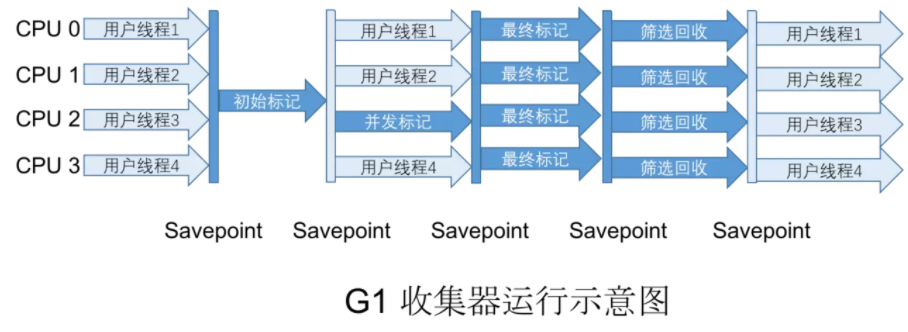 CPU 0 用户线程1 用户线程1 最终标记 筛选回收 用户线程1
CPU 1 用户线程2 用户线程2 最终标记 筛选回收 用户线程2
初始标记
CPU 2 用户线程3 并发标记 最终标记 筛选回收 用户线程3
CPU 3 用户线程4 用户线程4 最终标记 筛选回收 用户线程4
Savepoint Savepoint Savepoint Savepoint Savepoint
G1 收集器运行示意图